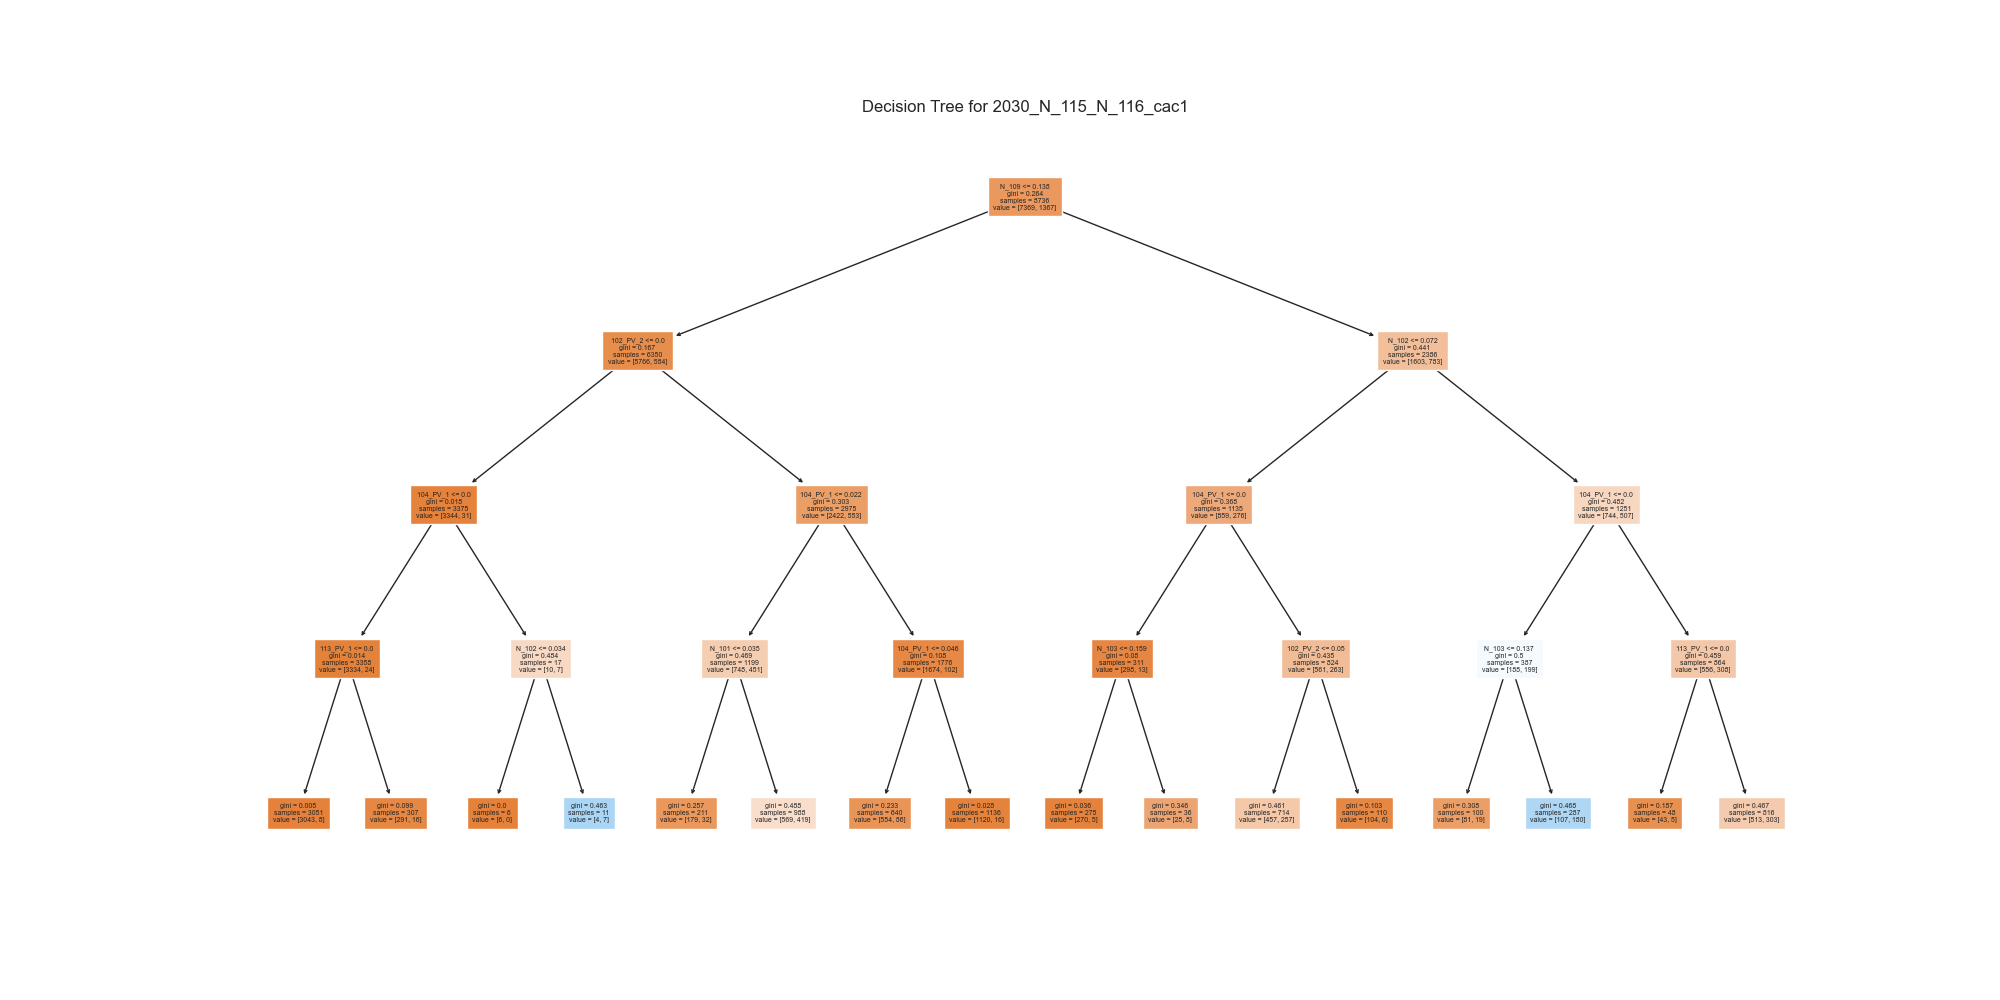 Decision Tree for 2030_N_115_N_116_cac1
N_109 <= 0.138
gini = 0.264
samples = 8736
value = [7369, 1367]
102_PV_2 <= 0.0
gini = 0.167
samples = 6350
value = [5766, 584]
N_102 <= 0.072
gini = 0.441
samples = 2386
value = [1603, 783]
104_PV_1 <= 0.0
gini = 0.018
samples = 3375
value = [3344, 31]
104_PV_1 <= 0.022
gini = 0.303
samples = 2975
value = [2422, 553]
104_PV_1 <= 0.0
gini = 0.368
samples = 1135
value = [859, 276]
104_PV_1 <= 0.0
gini = 0.482
samples = 1251
value = [744, 507]
113_PV_1 <= 0.0
gini = 0.014
samples = 3358
value = [3334, 24]
N_102 <= 0.034
gini = 0.484
samples = 17
value = [10, 7]
N_101 <= 0.035
gini = 0.469
samples = 1199
value = [748, 451]
104_PV_1 <= 0.046
gini = 0.108
samples = 1776
value = [1674, 102]
N_103 <= 0.159
gini = 0.08
samples = 311
value = [298, 13]
102_PV_2 <= 0.05
gini = 0.435
samples = 824
value = [561, 263]
N_103 <= 0.137
gini = 0.5
samples = 387
value = [188, 199]
113_PV_1 <= 0.0
gini = 0.459
samples = 864
value = [556, 308]
gini = 0.005
samples = 3051
value = [3043, 8]
gini = 0.099
samples = 307
value = [291, 16]
gini = 0.0
samples = 6
value = [6, 0]
gini = 0.463
samples = 11
value = [4, 7]
gini = 0.257
samples = 211
value = [179, 32]
gini = 0.488
samples = 988
value = [569, 419]
gini = 0.233
samples = 640
value = [554, 86]
gini = 0.028
samples = 1136
value = [1120, 16]
gini = 0.036
samples = 275
value = [270, 5]
gini = 0.346
samples = 36
value = [28, 8]
gini = 0.461
samples = 714
value = [457, 257]
gini = 0.103
samples = 110
value = [104, 6]
gini = 0.308
samples = 100
value = [81, 19]
gini = 0.468
samples = 287
value = [107, 180]
gini = 0.187
samples = 48
value = [43, 5]
gini = 0.467
samples = 816
value = [513, 303]